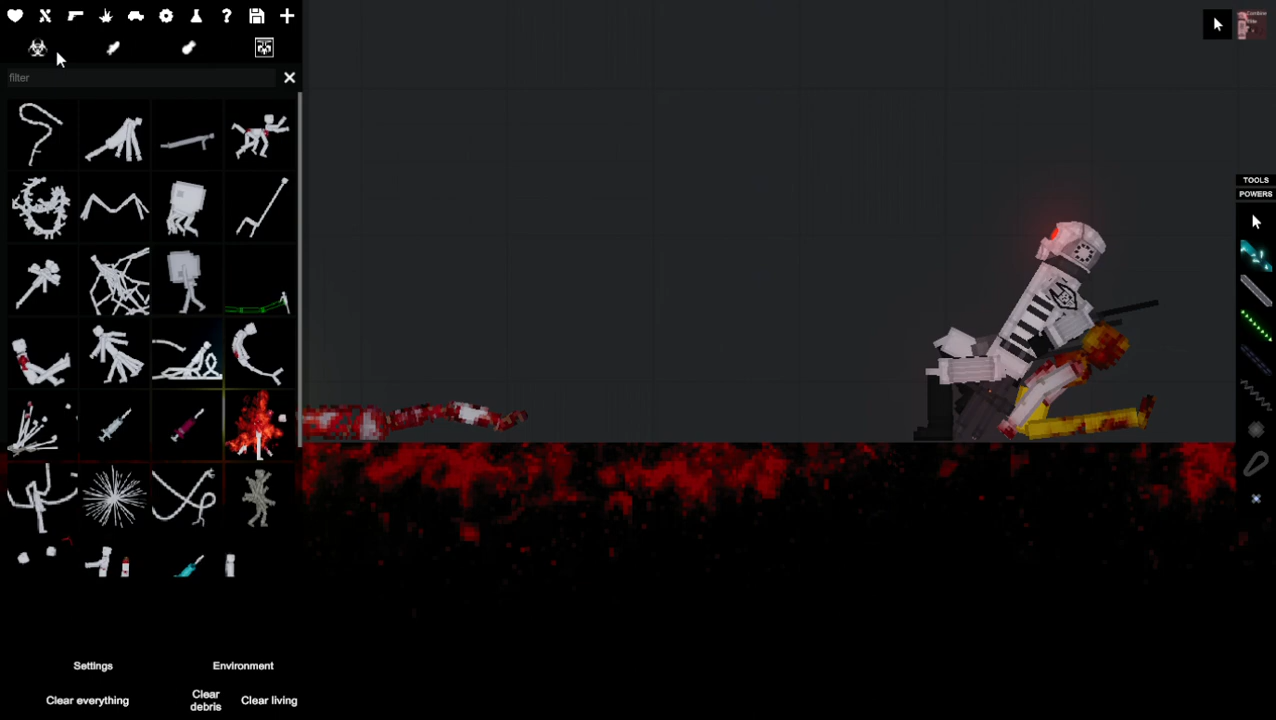 filter
TOOLS
POWERS
Settings
Environment
Clear everything
Clear
debris
Clear living